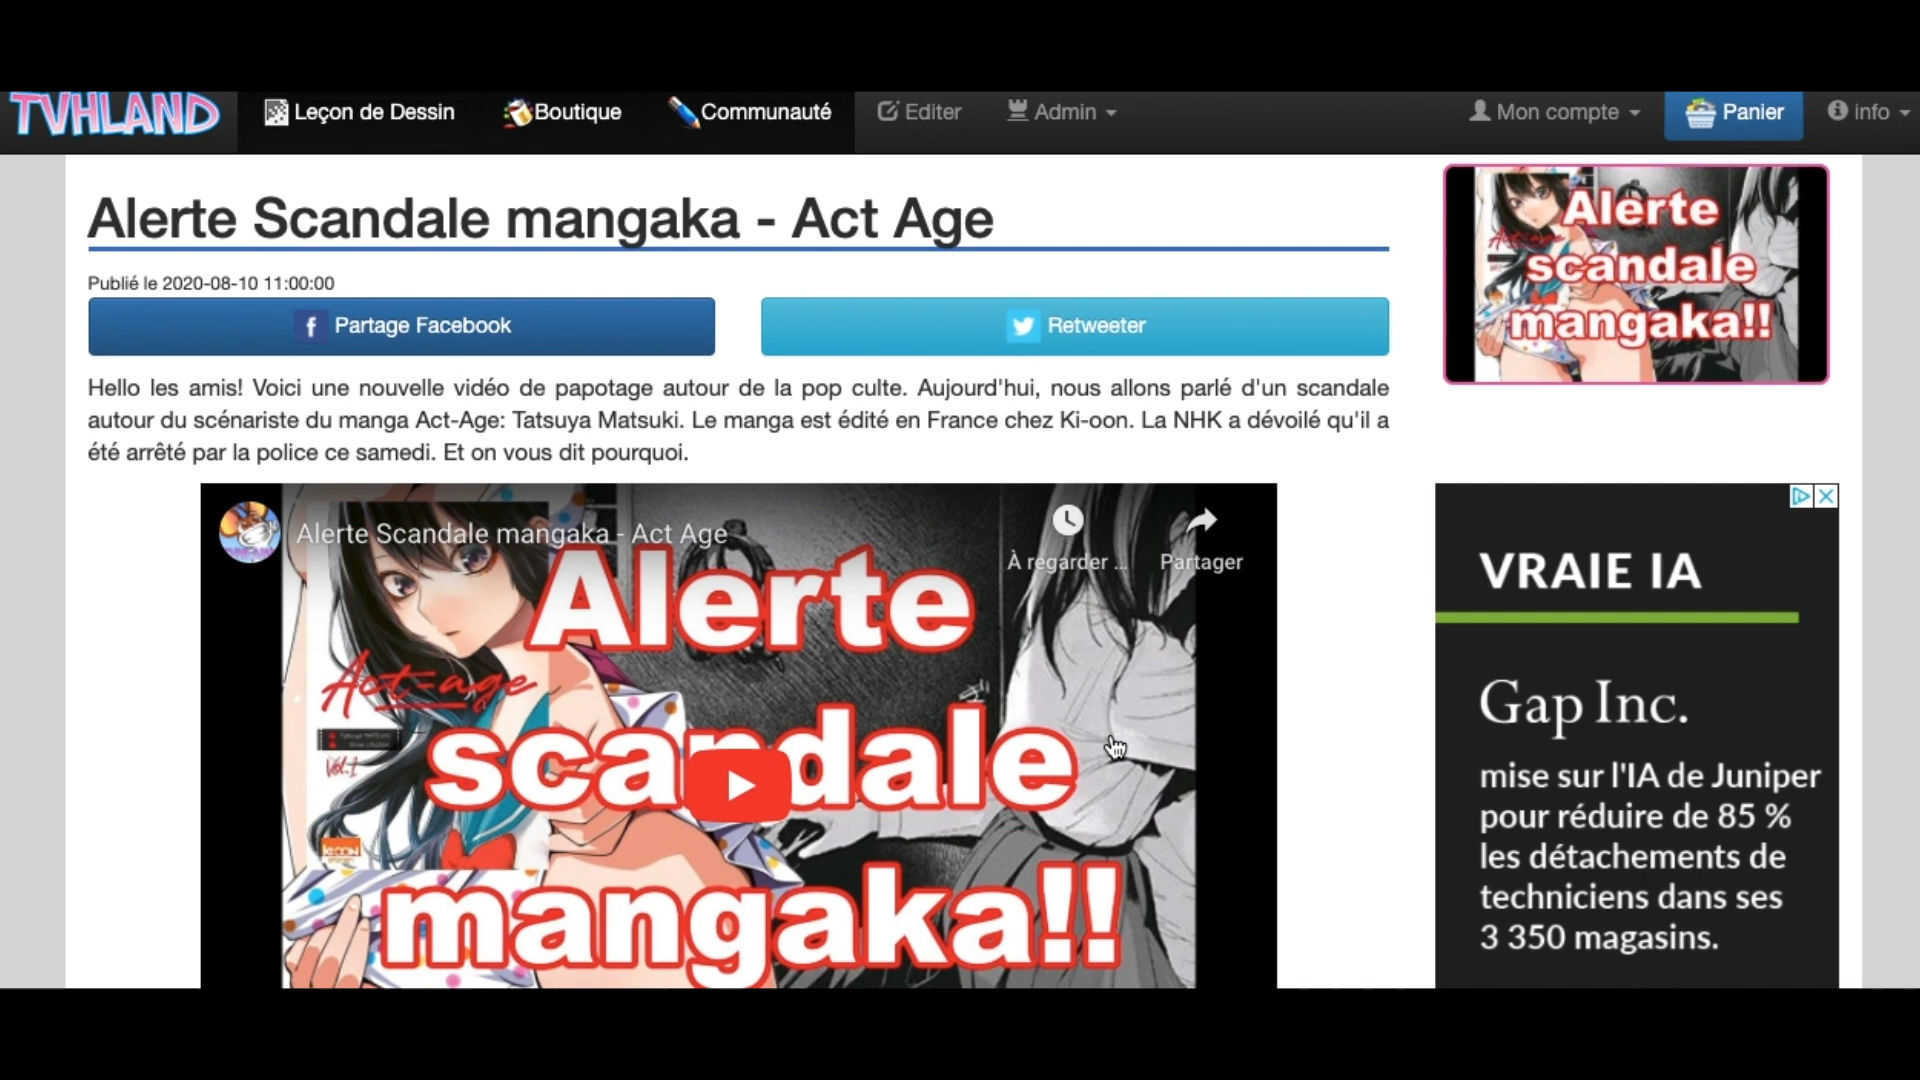 TVHLAND
Leçon de Dessin
Boutique
Communauté
Editer
Admin
Mon compte
Panier
info
Alerte Scandale mangaka - Act Age
Publié le 2020-08-10 11:00:00
Partage Facebook
Retweeter
Hello les amis! Voici une nouvelle vidéo de papotage autour de la pop culte. Aujourd'hui, nous allons parlé d'un scandale
autour du scénariste du manga Act-Age: Tatsuya Matsuki. Le manga est édité en France chez Ki-oon. La NHK a dévoilé qu'il a
été arrêté par la police ce samedi. Et on vous dit pourquoi.
Alerte
scandale
mangaka!!
Alerte Scandale mangaka - Act Age
À regarder ...
Partager
Act-age
Vol.1
Alerte
scandale
mangaka!!
VRAIE IA
Gap Inc.
mise sur l'IA de Juniper
pour réduire de 85 %
les détachements de
techniciens dans ses
3 350 magasins.